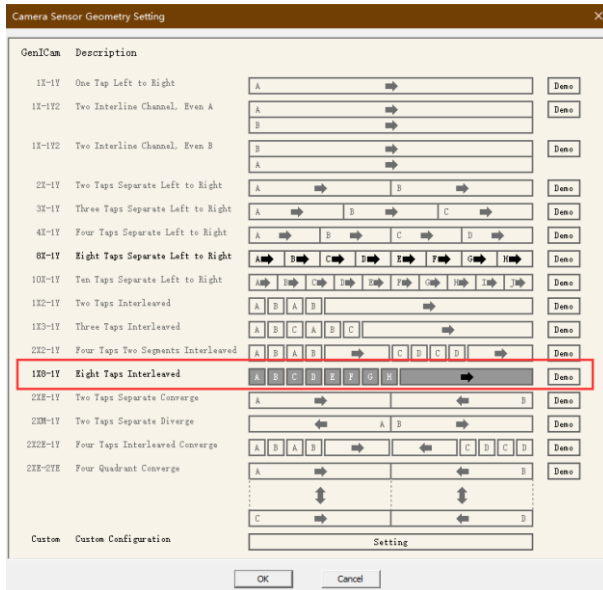 Camera Sensor Geometry Setting ×
GenICam Description
1X-1Y One Tap Left to Right A Demo
1X-1Y2 Two Interline Channel, Even A A Demo
B
1X-1Y2 Two Interline Channel, Even B B Demo
A
2X-1Y Two Taps Separate Left to Right A B Demo
3X-1Y Three Taps Separate Left to Right A B C Demo
4X-1Y Four Taps Separate Left to Right A B C D Demo
8X-1Y Eight Taps Separate Left to Right A B C D E F G H Demo
10X-1Y Ten Taps Separate Left to Right A B C D E F G H I J Demo
1X2-1Y Two Taps Interleaved A B A B Demo
1X3-1Y Three Taps Interleaved A B C A B C Demo
2X2-1Y Four Taps Two Segments Interleaved A B A B C D C D Demo
1X8-1Y Eight Taps Interleaved A B C D E F G H Demo
2XE-1Y Two Taps Separate Converge A B Demo
2XM-1Y Two Taps Separate Diverge A B Demo
2X2E-1Y Four Taps Interleaved Converge A B A B C D C D Demo
2XE-2YE Four Quadrant Converge A B Demo
C D
Custom Custom Configuration Setting
OK Cancel